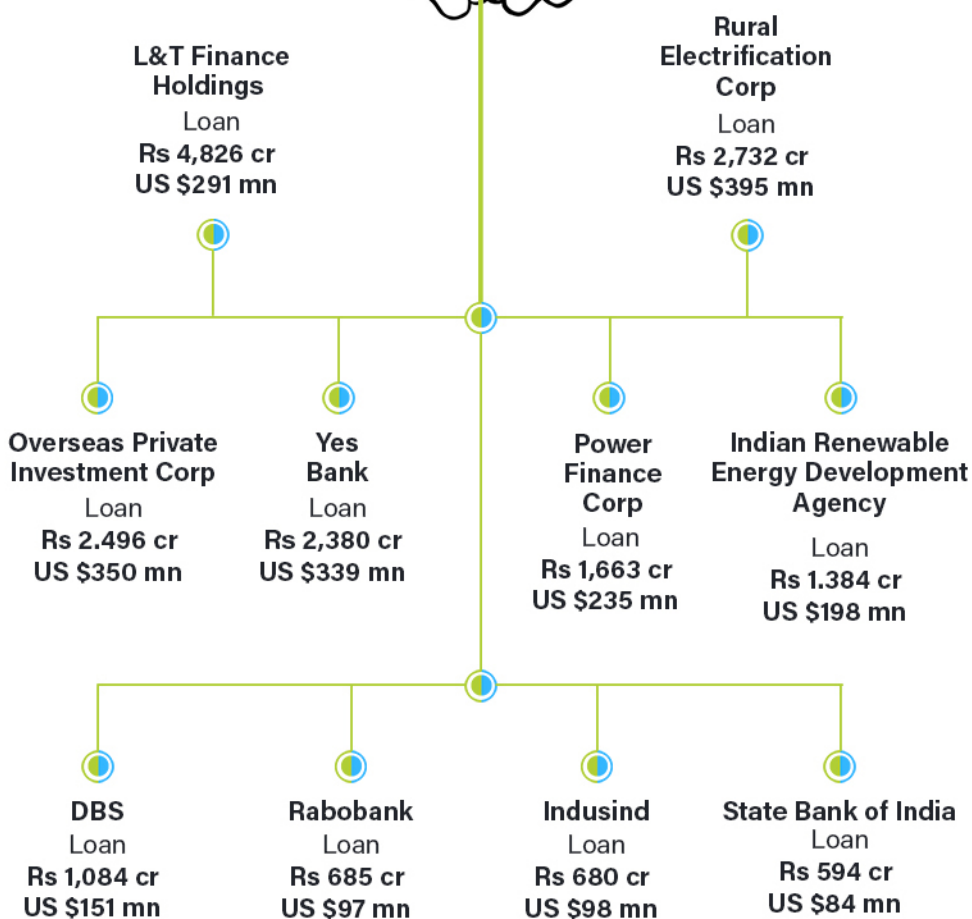 L&T Finance
Holdings
Loan
Rs 4,826 cr
US $291 mn
Rural
Electrification
Corp
Loan
Rs 2,732 cr
US $395 mn
Overseas Private
Investment Corp
Loan
Rs 2.496 cr
US $350 mn
Yes
Bank
Loan
Rs 2,380 cr
US $339 mn
Power
Finance
Corp
Loan
Rs 1,663 cr
US $235 mn
Indian Renewable
Energy Development
Agency
Loan
Rs 1.384 cr
US $198 mn
DBS
Loan
Rs 1,084 cr
US $151 mn
Rabobank
Loan
Rs 685 cr
US $97 mn
Indusind
Loan
Rs 680 cr
US $98 mn
State Bank of India
Loan
Rs 594 cr
US $84 mn